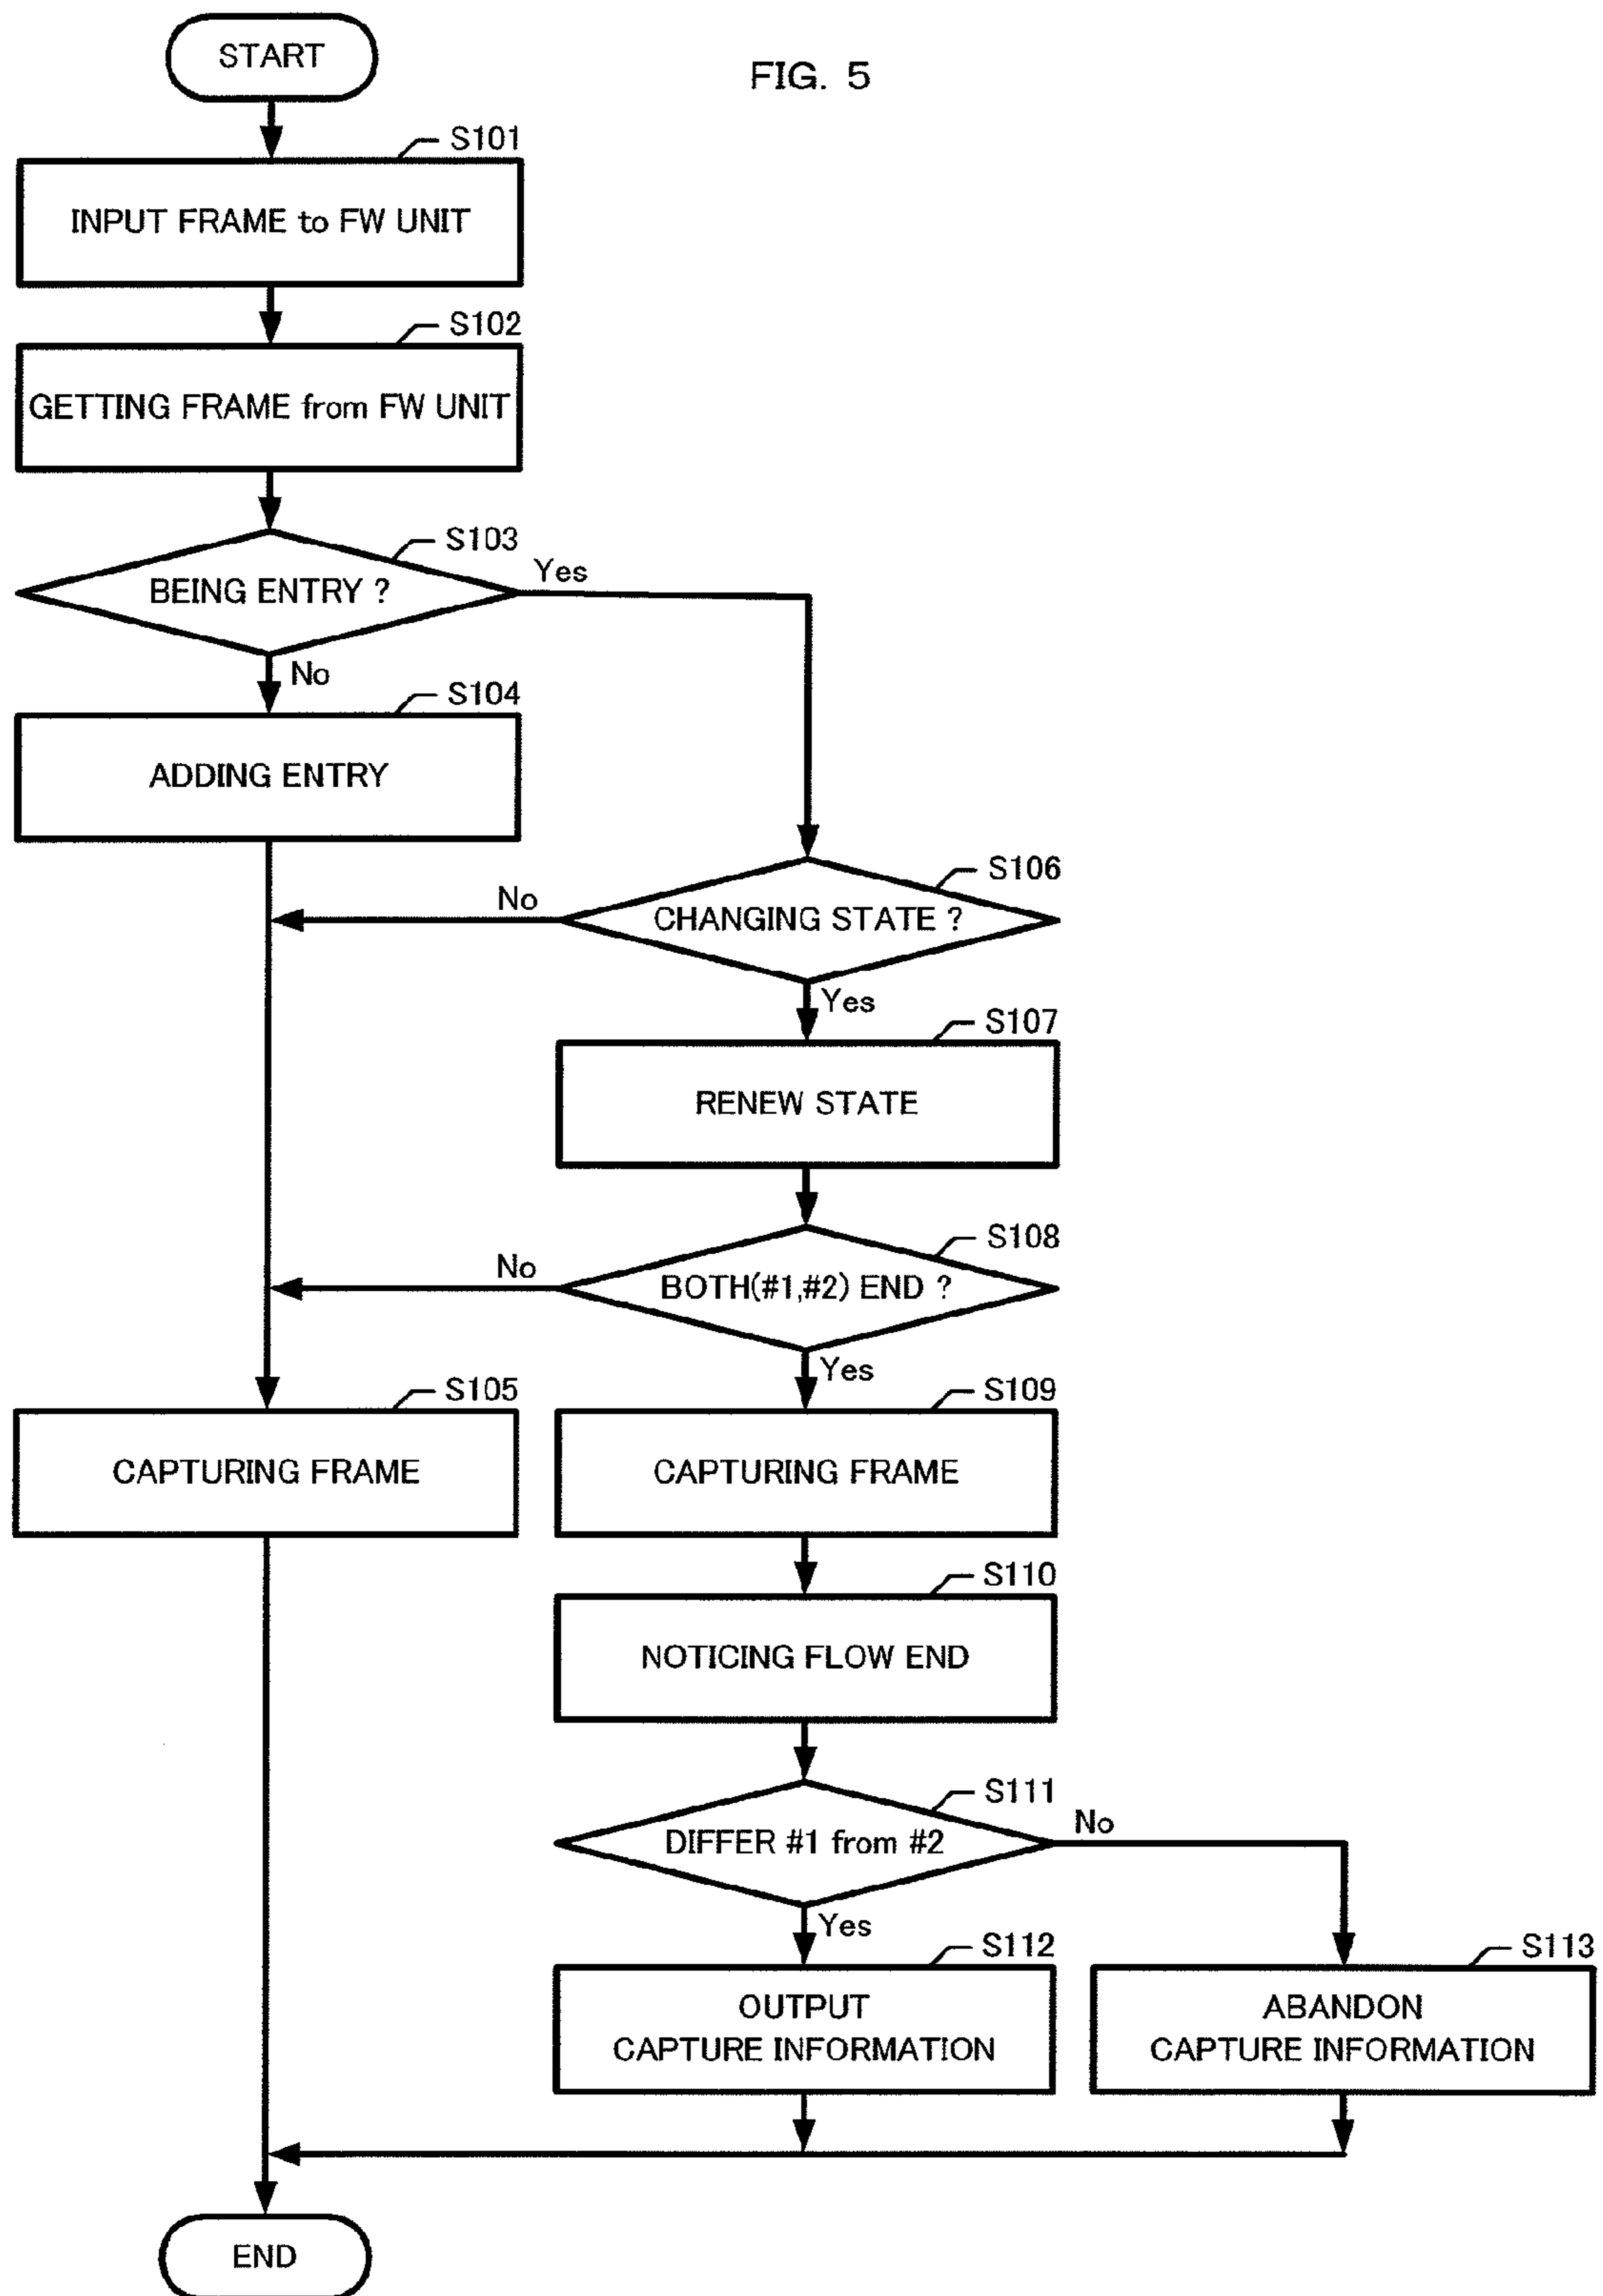 START
FIG. 5
S101
INPUT FRAME to FW UNIT
S102
GETTING FRAME from FW UNIT
S103
BEING ENTRY ?
Yes
No
S104
ADDING ENTRY
S106
CHANGING STATE ?
No
Yes
S107
RENEW STATE
S108
BOTH(#1,#2) END ?
No
Yes
S105
CAPTURING FRAME
S109
CAPTURING FRAME
S110
NOTICING FLOW END
S111
DIFFER #1 from #2
No
Yes
S112
OUTPUT
CAPTURE INFORMATION
S113
ABANDON
CAPTURE INFORMATION
END